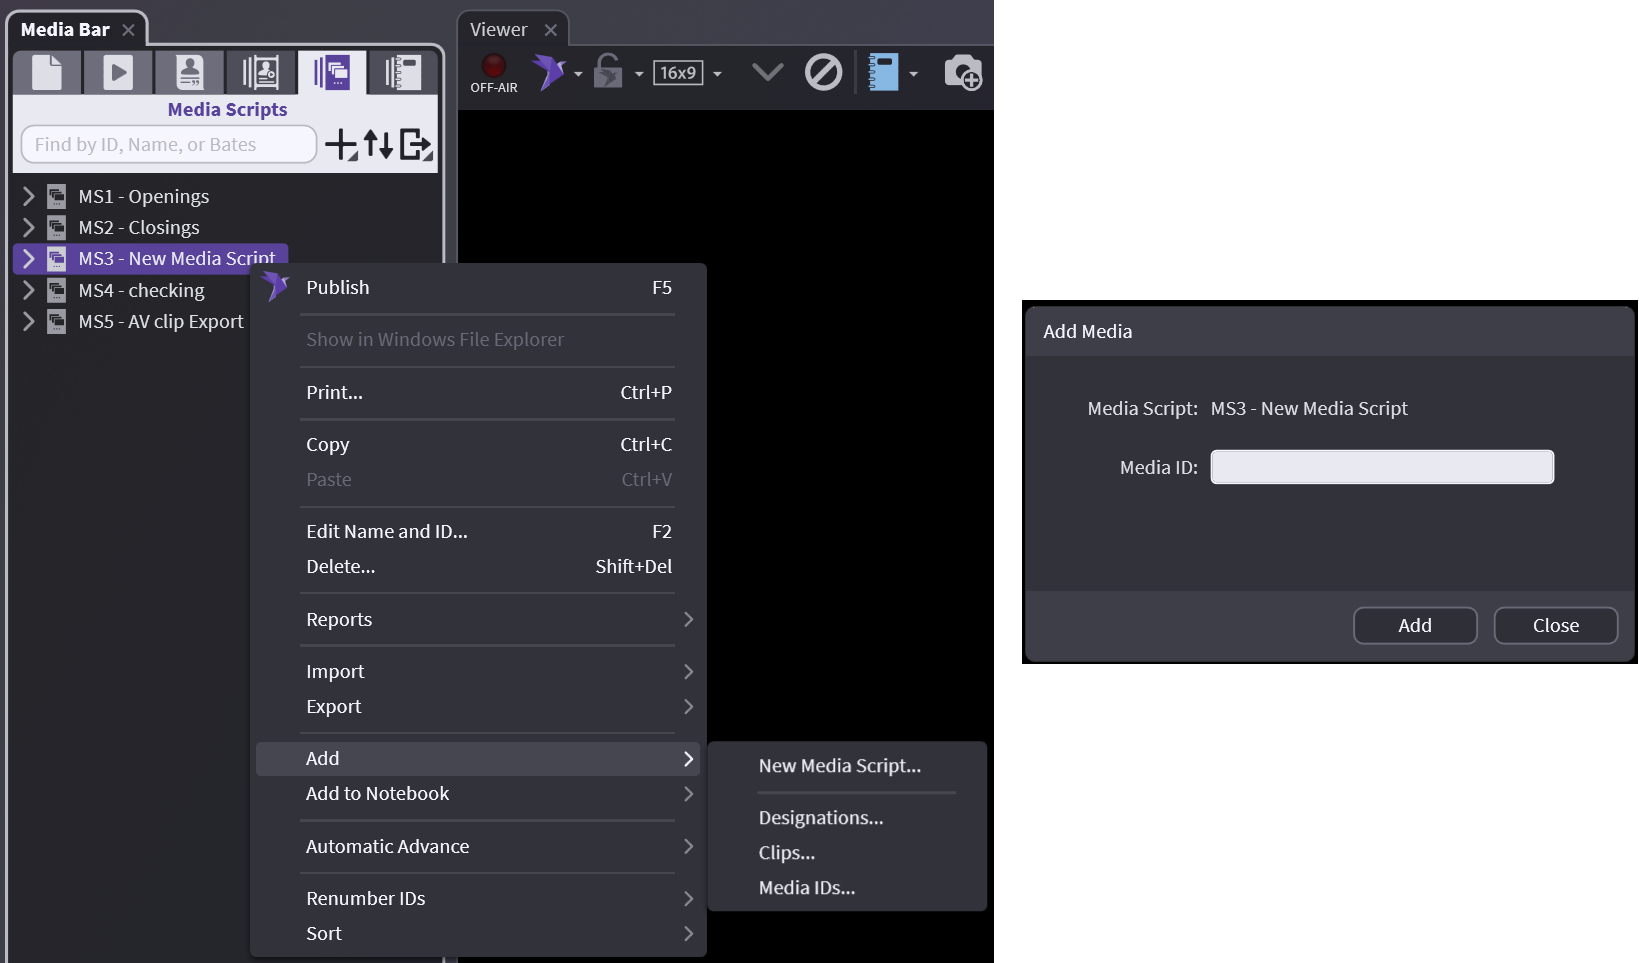 Media Bar
Viewer
OFF-AIR
16x9
Media Scripts
Find by ID, Name, or Bates
MS1 - Openings
MS2 - Closings
MS3 - New Media Script
MS4 - checking
MS5 - AV clip Export
Publish F5
Show in Windows File Explorer
Print... Ctrl+P
Copy Ctrl+C
Paste Ctrl+V
Edit Name and ID... F2
Delete... Shift+Del
Reports
Import
Export
Add
Add to Notebook
Automatic Advance
Renumber IDs
Sort
New Media Script...
Designations...
Clips...
Media IDs...
Add Media
Media Script: MS3 - New Media Script
Media ID:
Add Close